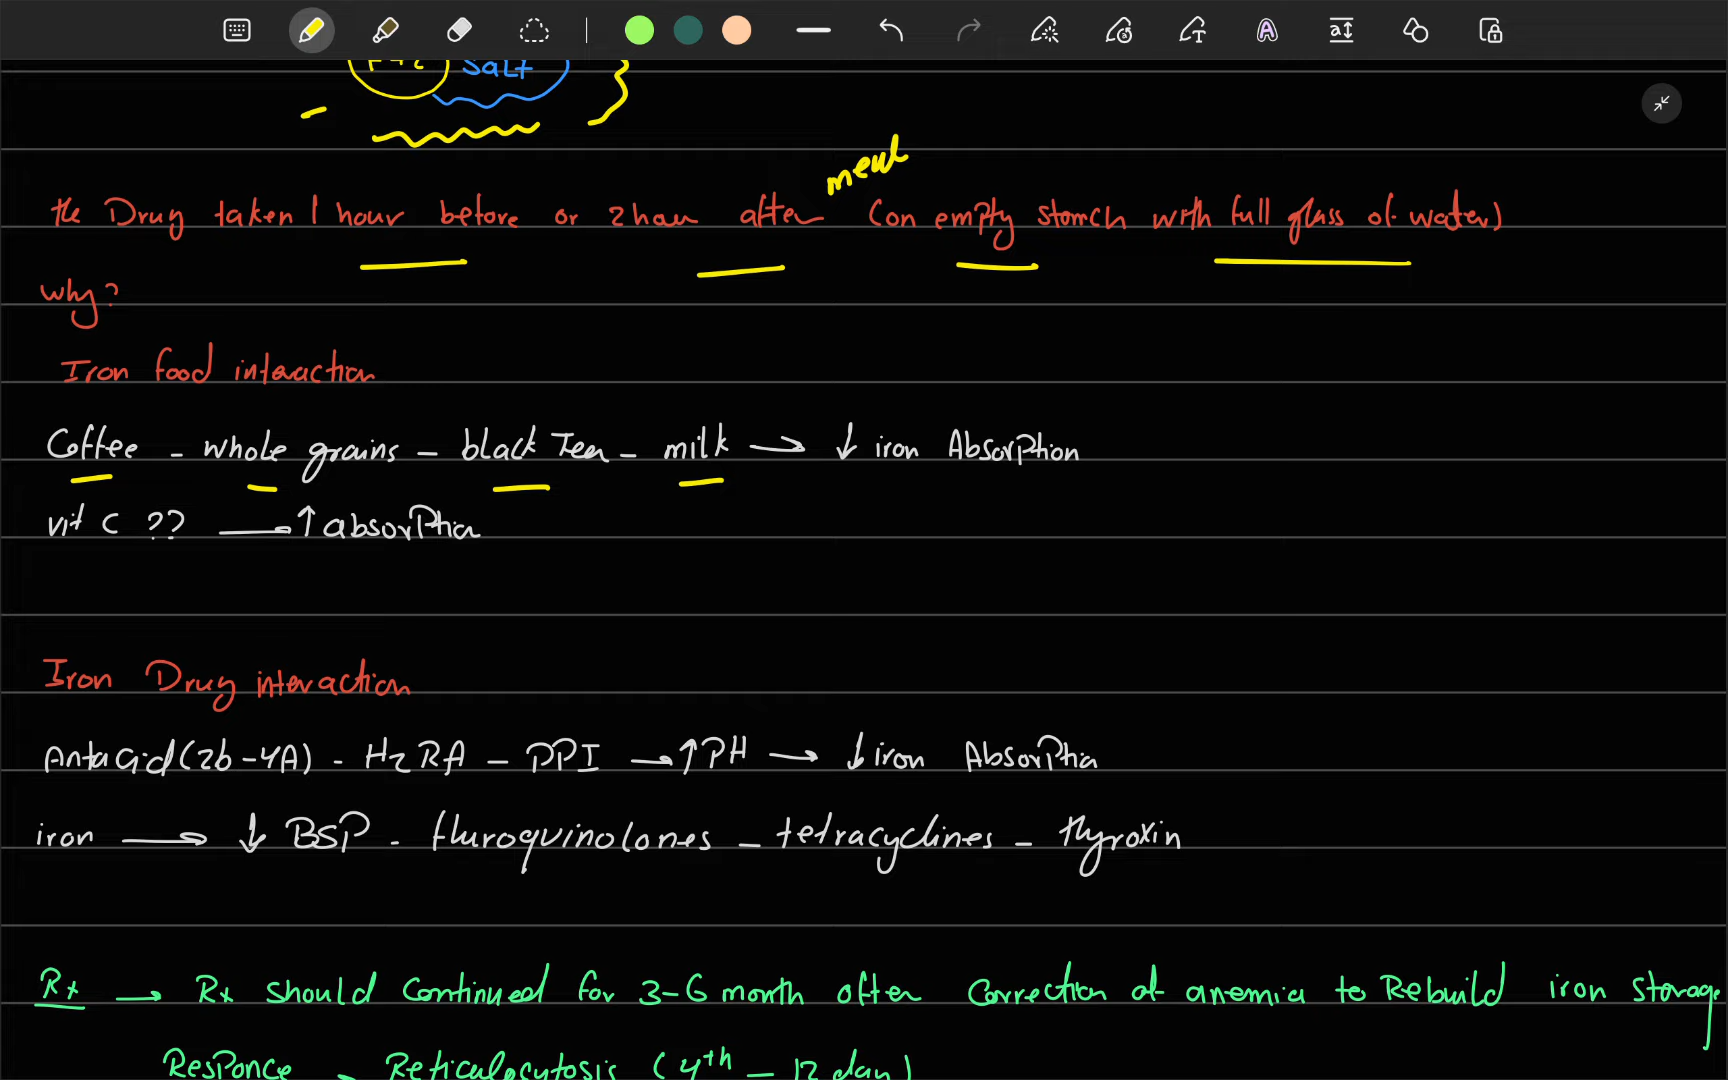 salt
meal
the Drug taken 1 hour before or 2 hour after (on empty stomch with full glass of water)
why?
Iron food interaction
Coffee - whole grains - black Tea - milk → ↓ iron Absorption
vit C ?? → ↑ absorption
Iron Drug interaction
Antacid (2b-4A) - H2RA - PPI → ↑ PH → ↓ iron Absorption
iron → ↓ BSP - fluroquinolones - tetracyclines - thyroxin
Rx → Rx should continued for 3-6 month after correction of anemia to Rebuild iron storage
Responce → Reticulocytosis (4th - 12 day)